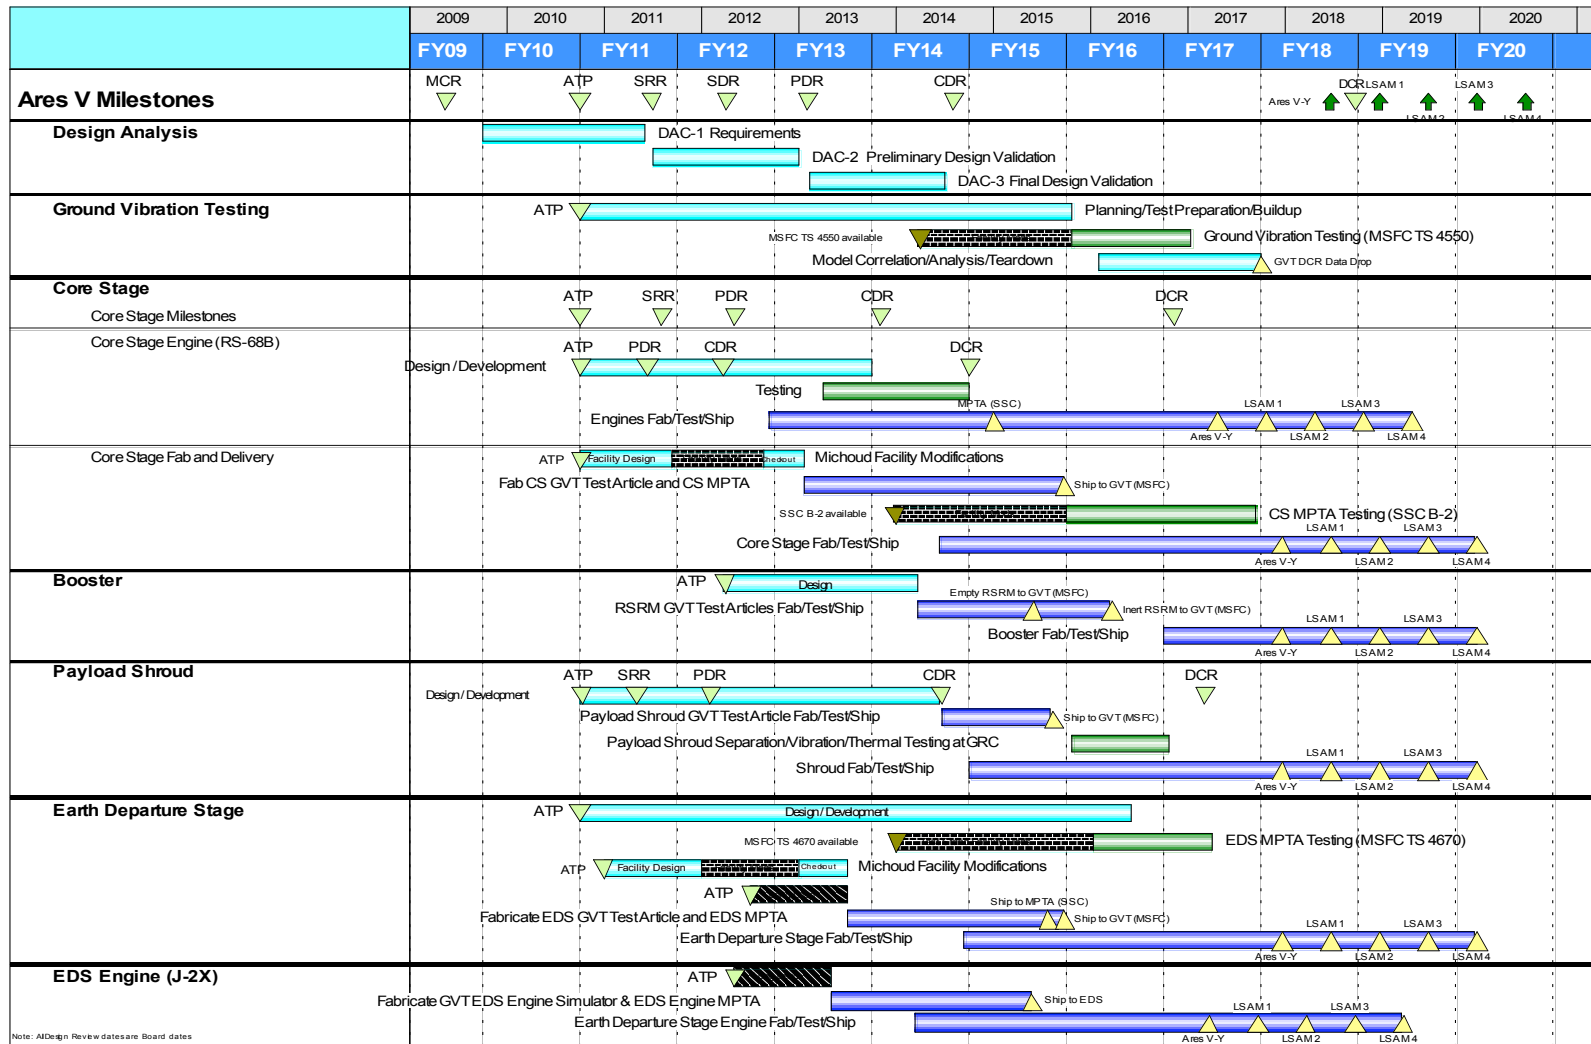 2009 2010 2011 2012 2013 2014 2015 2016 2017 2018 2019 2020
FY09 FY10 FY11 FY12 FY13 FY14 FY15 FY16 FY17 FY18 FY19 FY20
MCR ATP SRR SDR PDR CDR DCR LSAM 1 LSAM 3
Ares V Milestones Ares V-Y
LSAM 2 LSAM 4
Design Analysis DAC-1 Requirements
DAC-2 Preliminary Design Validation
DAC-3 Final Design Validation
Ground Vibration Testing ATP Planning/Test Preparation/Buildup
MSFC TS 4550 available Ground Vibration Testing (MSFC TS 4550)
Model Correlation/Analysis/Teardown GVT DCR Data Drop
Core Stage
ATP SRR PDR CDR DCR
Core Stage Milestones
Core Stage Engine (RS-68B)
ATP PDR CDR DCR
Design / Development
Testing
MPTA (SSC) LSAM 1 LSAM 3
Engines Fab/Test/Ship
Ares V-Y LSAM 2 LSAM 4
Core Stage Fab and Delivery ATP Facility Design Checkout Michoud Facility Modifications
Fab CS GVT Test Article and CS MPTA Ship to GVT (MSFC)
SSC B-2 available CS MPTA Testing (SSC B-2)
LSAM 1 LSAM 3
Core Stage Fab/Test/Ship
Ares V-Y LSAM 2 LSAM 4
Booster ATP Design
Empty RSRM to GVT (MSFC)
RSRM GVT Test Articles Fab/Test/Ship Inert RSRM to GVT (MSFC)
LSAM 1 LSAM 3
Booster Fab/Test/Ship
Ares V-Y LSAM 2 LSAM 4
Payload Shroud
ATP SRR PDR CDR DCR
Design / Development
Payload Shroud GVT Test Article Fab/Test/Ship Ship to GVT (MSFC)
Payload Shroud Separation/Vibration/Thermal Testing at GRC
LSAM 1 LSAM 3
Shroud Fab/Test/Ship
Ares V-Y LSAM 2 LSAM 4
Earth Departure Stage ATP Design / Development
MSFC TS 4670 available EDS MPTA Testing (MSFC TS 4670)
ATP Facility Design Checkout Michoud Facility Modifications
ATP
Ship to MPTA (SSC)
Fabricate EDS GVT Test Article and EDS MPTA Ship to GVT (MSFC)
LSAM 1 LSAM 3
Earth Departure Stage Fab/Test/Ship
Ares V-Y LSAM 2 LSAM 4
EDS Engine (J-2X) ATP
Fabricate GVT EDS Engine Simulator & EDS Engine MPTA Ship to EDS
LSAM 1 LSAM 3
Earth Departure Stage Engine Fab/Test/Ship
Ares V-Y LSAM 2 LSAM 4
Note: All Design Review dates are Board dates